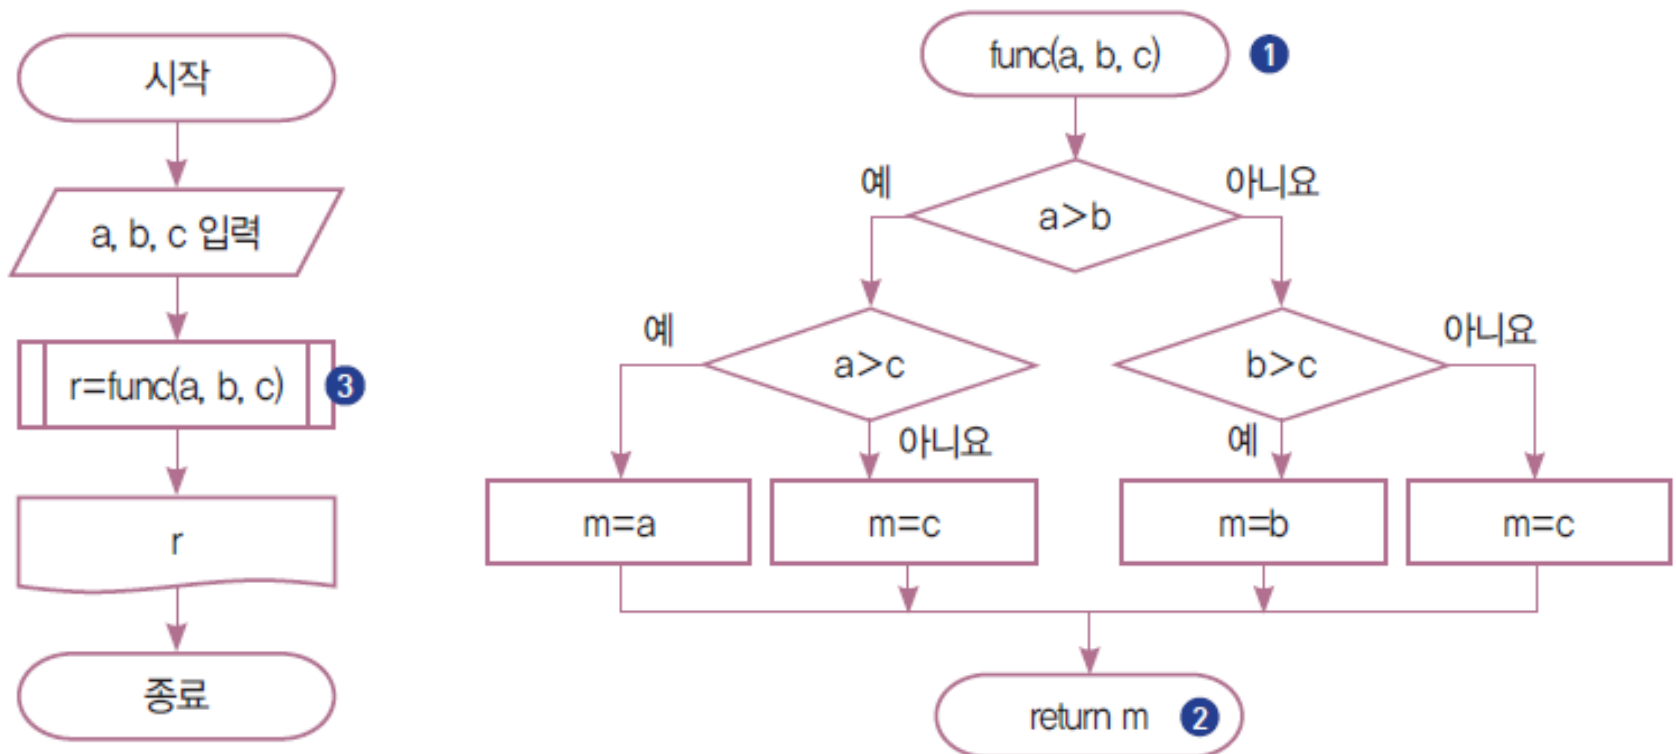 시작
a, b, c 입력
r=func(a, b, c) 3
r
종료
func(a, b, c) 1
예
아니요
a>b
예
아니요
a>c
b>c
아니요
예
m=a
m=c
m=b
m=c
return m 2